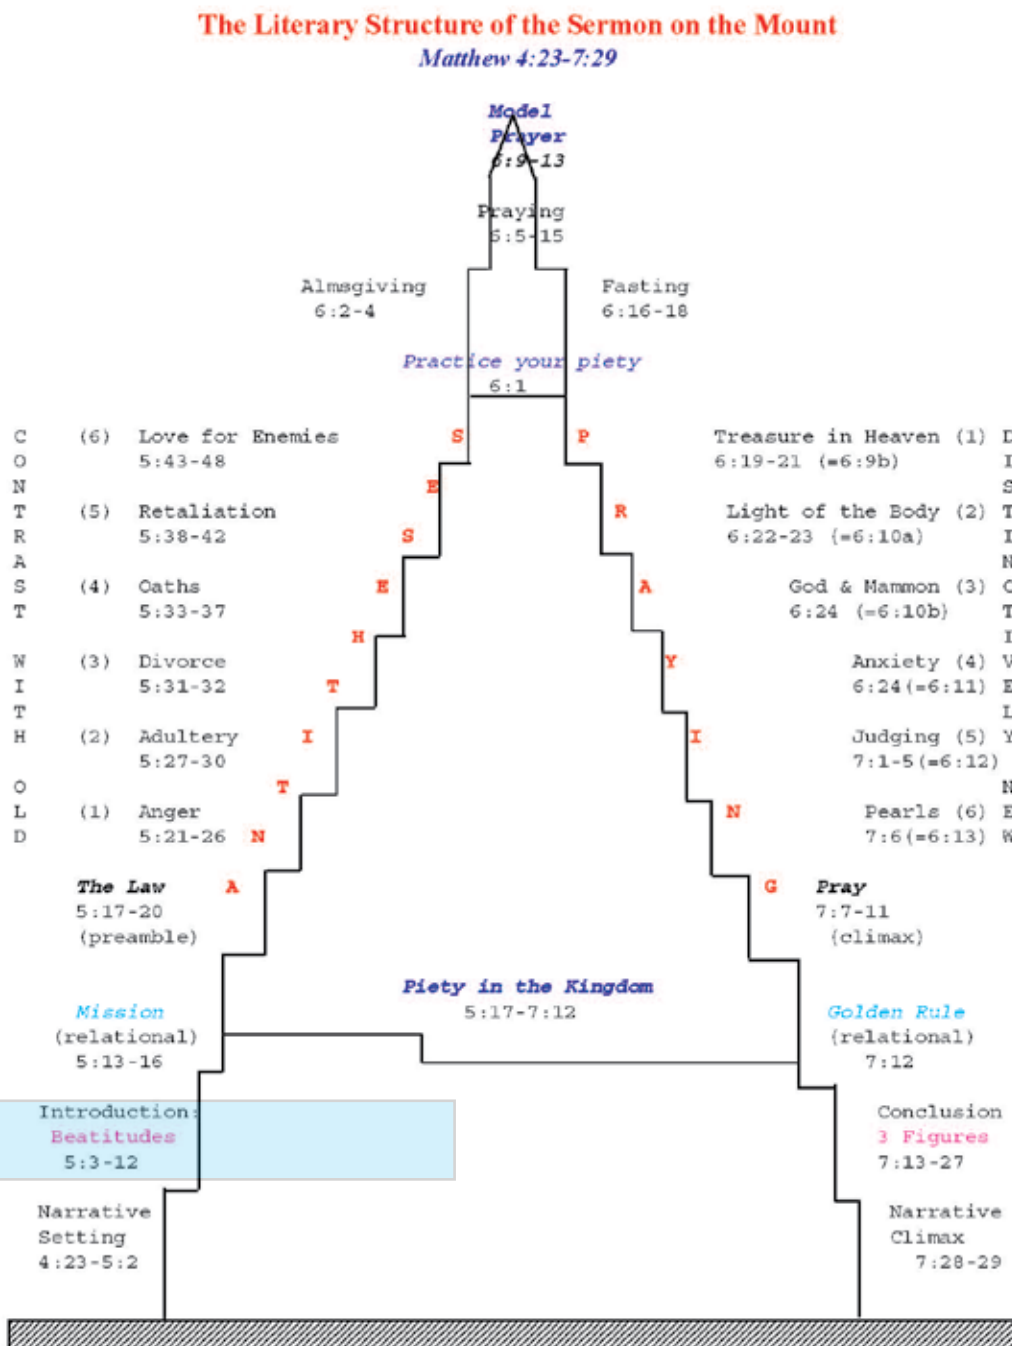 The Literary Structure of the Sermon on the Mount
Matthew 4:23-7:29
Model
Prayer
6:9-13
Praying
6:5-15
Almsgiving
6:2-4
Fasting
6:16-18
Practice your piety
6:1
CONTRAST WITH OLD
(6) Love for Enemies
5:43-48
(5) Retaliation
5:38-42
(4) Oaths
5:33-37
(3) Divorce
5:31-32
(2) Adultery
5:27-30
(1) Anger
5:21-26
The Law
5:17-20
(preamble)
ANTITHESES
PRAYING
Treasure in Heaven (1)
6:19-21 (=6:9b)
Light of the Body (2)
6:22-23 (=6:10a)
God & Mammon (3)
6:24 (=6:10b)
Anxiety (4)
6:24(=6:11)
Judging (5)
7:1-5(=6:12)
Pearls (6)
7:6(=6:13)
DISTINCTIVELY NEW
Pray
7:7-11
(climax)
Piety in the Kingdom
5:17-7:12
Mission
(relational)
5:13-16
Golden Rule
(relational)
7:12
Introduction:
Beatitudes
5:3-12
Conclusion
3 Figures
7:13-27
Narrative
Setting
4:23-5:2
Narrative
Climax
7:28-29